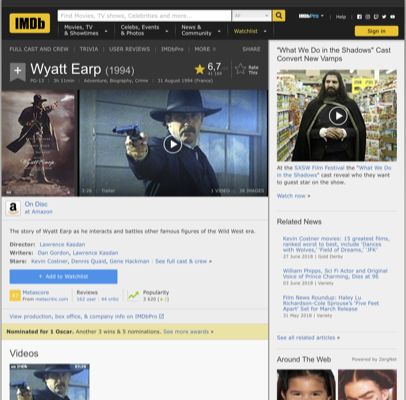 IMDb
Find Movies, TV shows, Celebrities and more...
All
IMDbPro
Help
Movies, TV & Showtimes
Celebs, Events & Photos
News & Community
Watchlist
Sign in
FULL CAST AND CREW | TRIVIA | USER REVIEWS | IMDbPro | MORE
SHARE
Wyatt Earp (1994)
6,7
Rate This
PG-13 | 3h 11min | Adventure, Biography, Crime | 31 August 1994 (France)
Wyatt Earp
3:26 | Trailer
1 VIDEO | 36 IMAGES
On Disc
at Amazon
The story of Wyatt Earp as he interacts and battles other famous figures of the Wild West era.
Director: Lawrence Kasdan
Writers: Dan Gordon, Lawrence Kasdan
Stars: Kevin Costner, Dennis Quaid, Gene Hackman | See full cast & crew »
+ Add to Watchlist
47
Metascore
From metacritic.com
Reviews
162 user | 44 critic
Popularity
View production, box office, & company info on IMDbPro
Nominated for 1 Oscar. Another 3 wins & 5 nominations. See more awards »
Videos
"What We Do in the Shadows" Cast
Convert New Vamps
At the SXSW Film Festival the "What We
Do in the Shadows" cast reveal who they
want to guest star on the show.
Watch now »
Related News
Kevin Costner movies: 15 greatest films,
ranked worst to best, include 'Dances
with Wolves,' 'Field of Dreams,' 'JFK'
27 June 2018 | Gold Derby
William Phipps, Sci Fi Actor and Original
Voice of Prince Charming, Dies at 96
03 June 2018 | Variety
Film News Roundup: Haley Lu
Richardson-Cole Sprouse's 'Five Feet
Apart' Set for March Release
31 May 2018 | Variety
See all related articles »
Around The Web
Powered by ZergNet